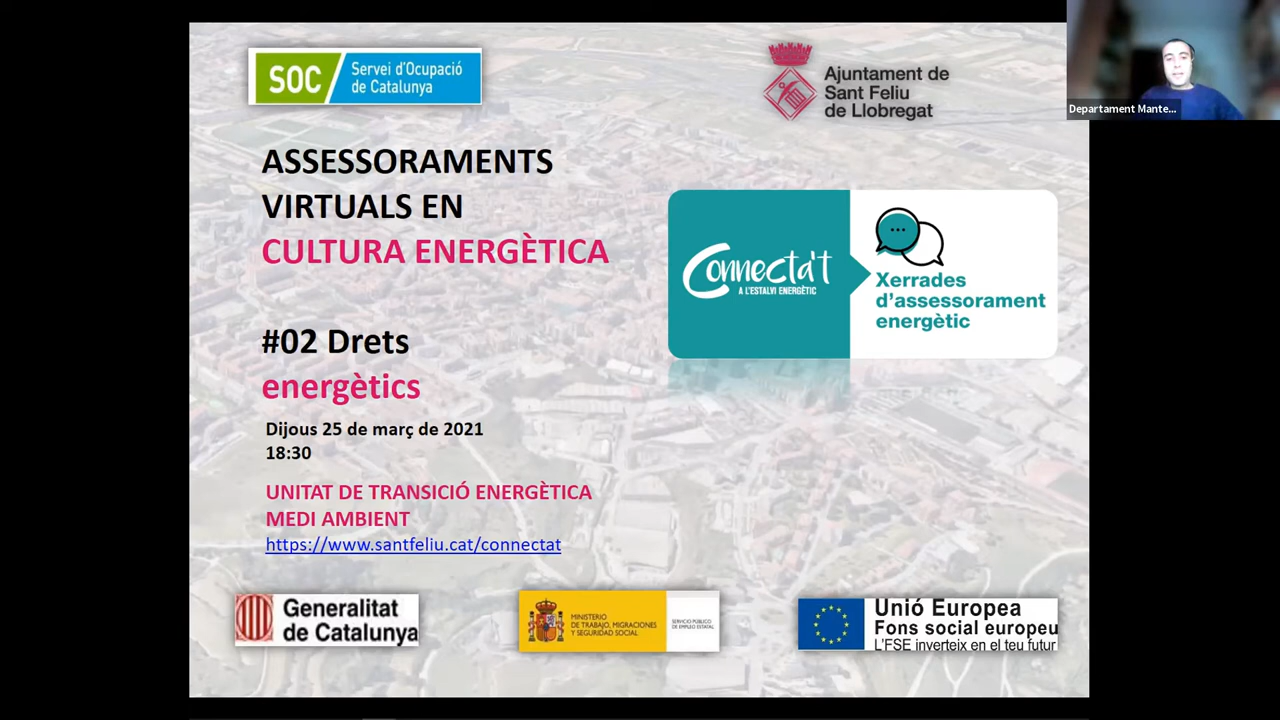 SOC
Servei d'Ocupació
de Catalunya
Ajuntament de
Sant Feliu
de Llobregat
Departament Mante...
ASSESSORAMENTS
VIRTUALS EN
CULTURA ENERGÈTICA
Connecta't
A L'ESTALVI ENERGÈTIC
Xerrades
d'assessorament
energètic
#02 Drets
energètics
Dijous 25 de març de 2021
18:30
UNITAT DE TRANSICIÓ ENERGÈTICA
MEDI AMBIENT
https://www.santfeliu.cat/connectat
Generalitat
de Catalunya
MINISTERIO
DE TRABAJO, MIGRACIONES
Y SEGURIDAD SOCIAL
SERVICIO PÚBLICO
DE EMPLEO ESTATAL
Unió Europea
Fons social europeu
L'FSE inverteix en el teu futur